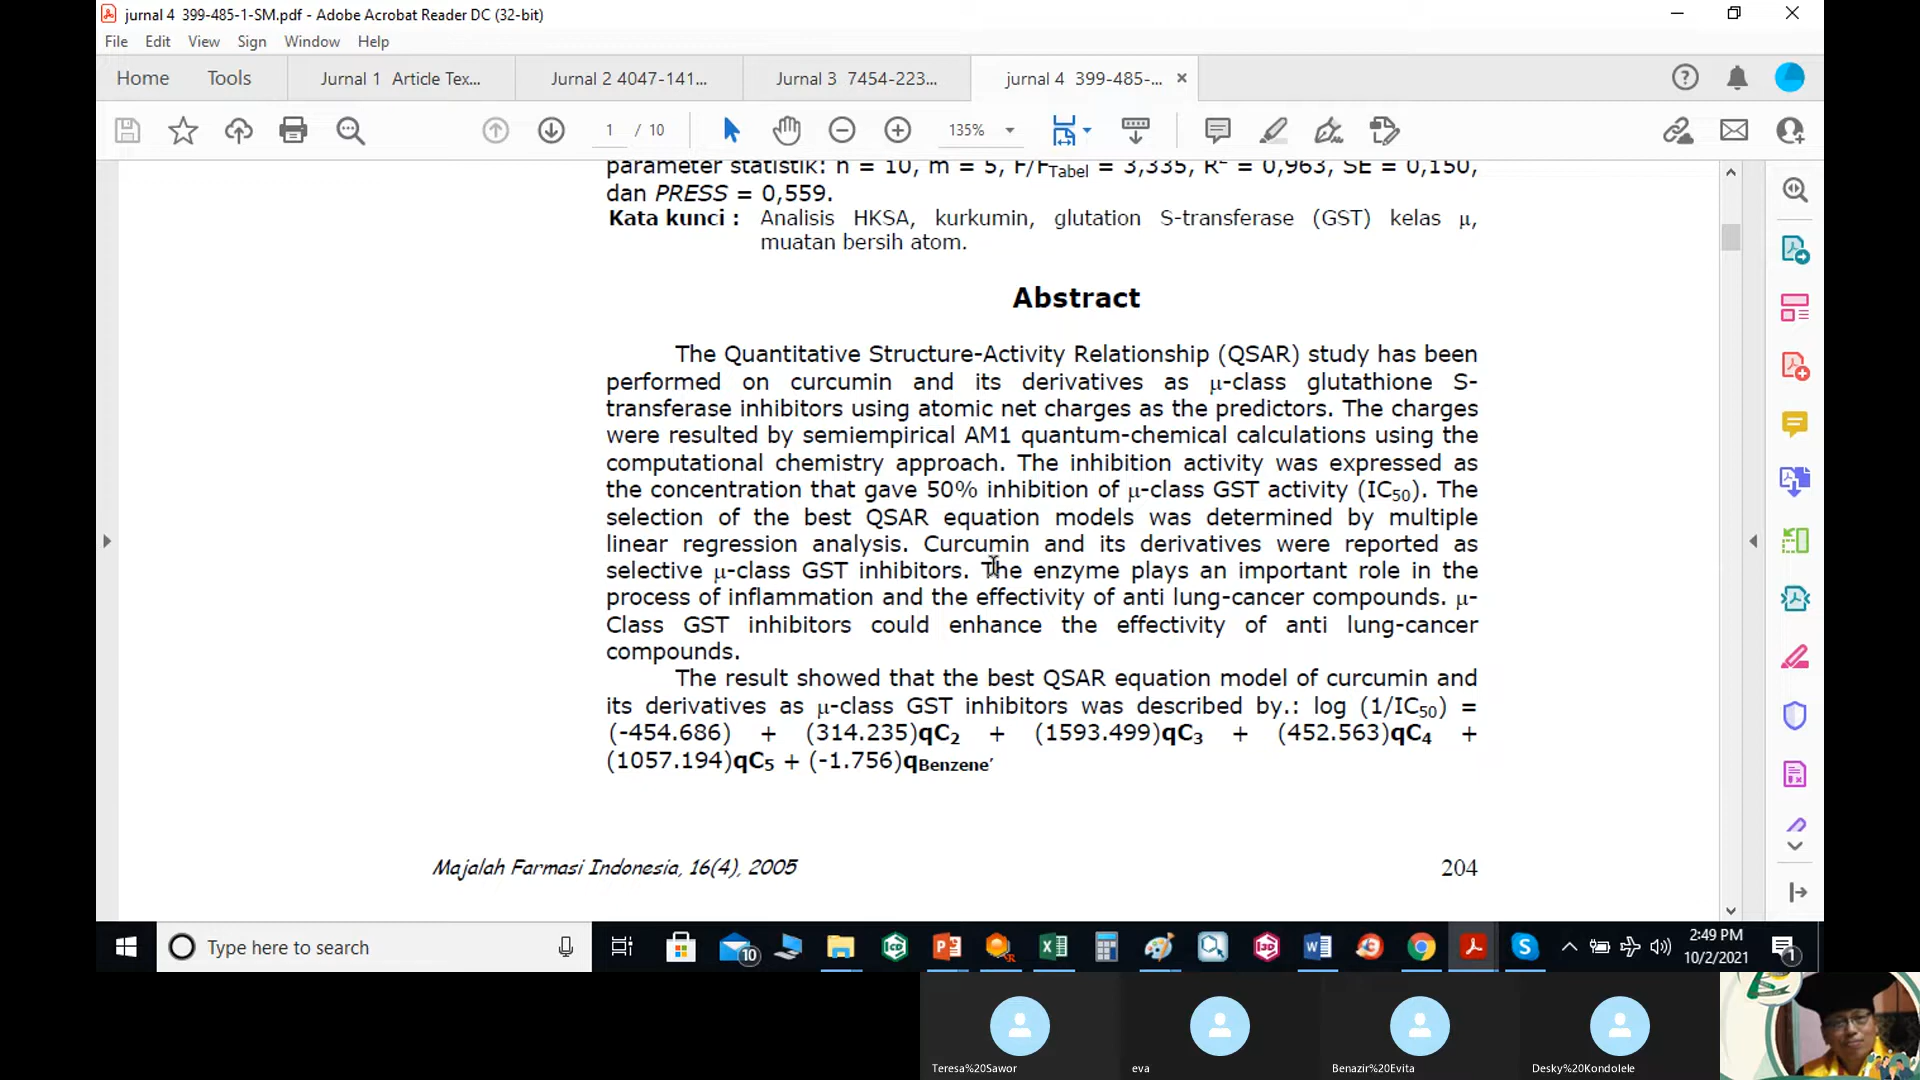 jurnal 4 399-485-1-SM.pdf - Adobe Acrobat Reader DC (32-bit)
File Edit View Sign Window Help
Home Tools Jurnal 1 Article Tex... Jurnal 2 4047-141... Jurnal 3 7454-223... jurnal 4 399-485-...
1 / 10 135%
parameter statistik: n = 10, m = 5, F/FTabel = 3,335, R2 = 0,963, SE = 0,150,
dan PRESS = 0,559.
Kata kunci : Analisis HKSA, kurkumin, glutation S-transferase (GST) kelas μ,
muatan bersih atom.
Abstract
The Quantitative Structure-Activity Relationship (QSAR) study has been
performed on curcumin and its derivatives as μ-class glutathione S-
transferase inhibitors using atomic net charges as the predictors. The charges
were resulted by semiempirical AM1 quantum-chemical calculations using the
computational chemistry approach. The inhibition activity was expressed as
the concentration that gave 50% inhibition of μ-class GST activity (IC50). The
selection of the best QSAR equation models was determined by multiple
linear regression analysis. Curcumin and its derivatives were reported as
selective μ-class GST inhibitors. The enzyme plays an important role in the
process of inflammation and the effectivity of anti lung-cancer compounds. μ-
Class GST inhibitors could enhance the effectivity of anti lung-cancer
compounds.
The result showed that the best QSAR equation model of curcumin and
its derivatives as μ-class GST inhibitors was described by.: log (1/IC50) =
(-454.686) + (314.235)qC2 + (1593.499)qC3 + (452.563)qC4 +
(1057.194)qC5 + (-1.756)qBenzene′
Majalah Farmasi Indonesia, 16(4), 2005 204
Type here to search
10
2:49 PM
10/2/2021
1
Teresa%20Sawor eva Benazir%20Evita Desky%20Kondolele